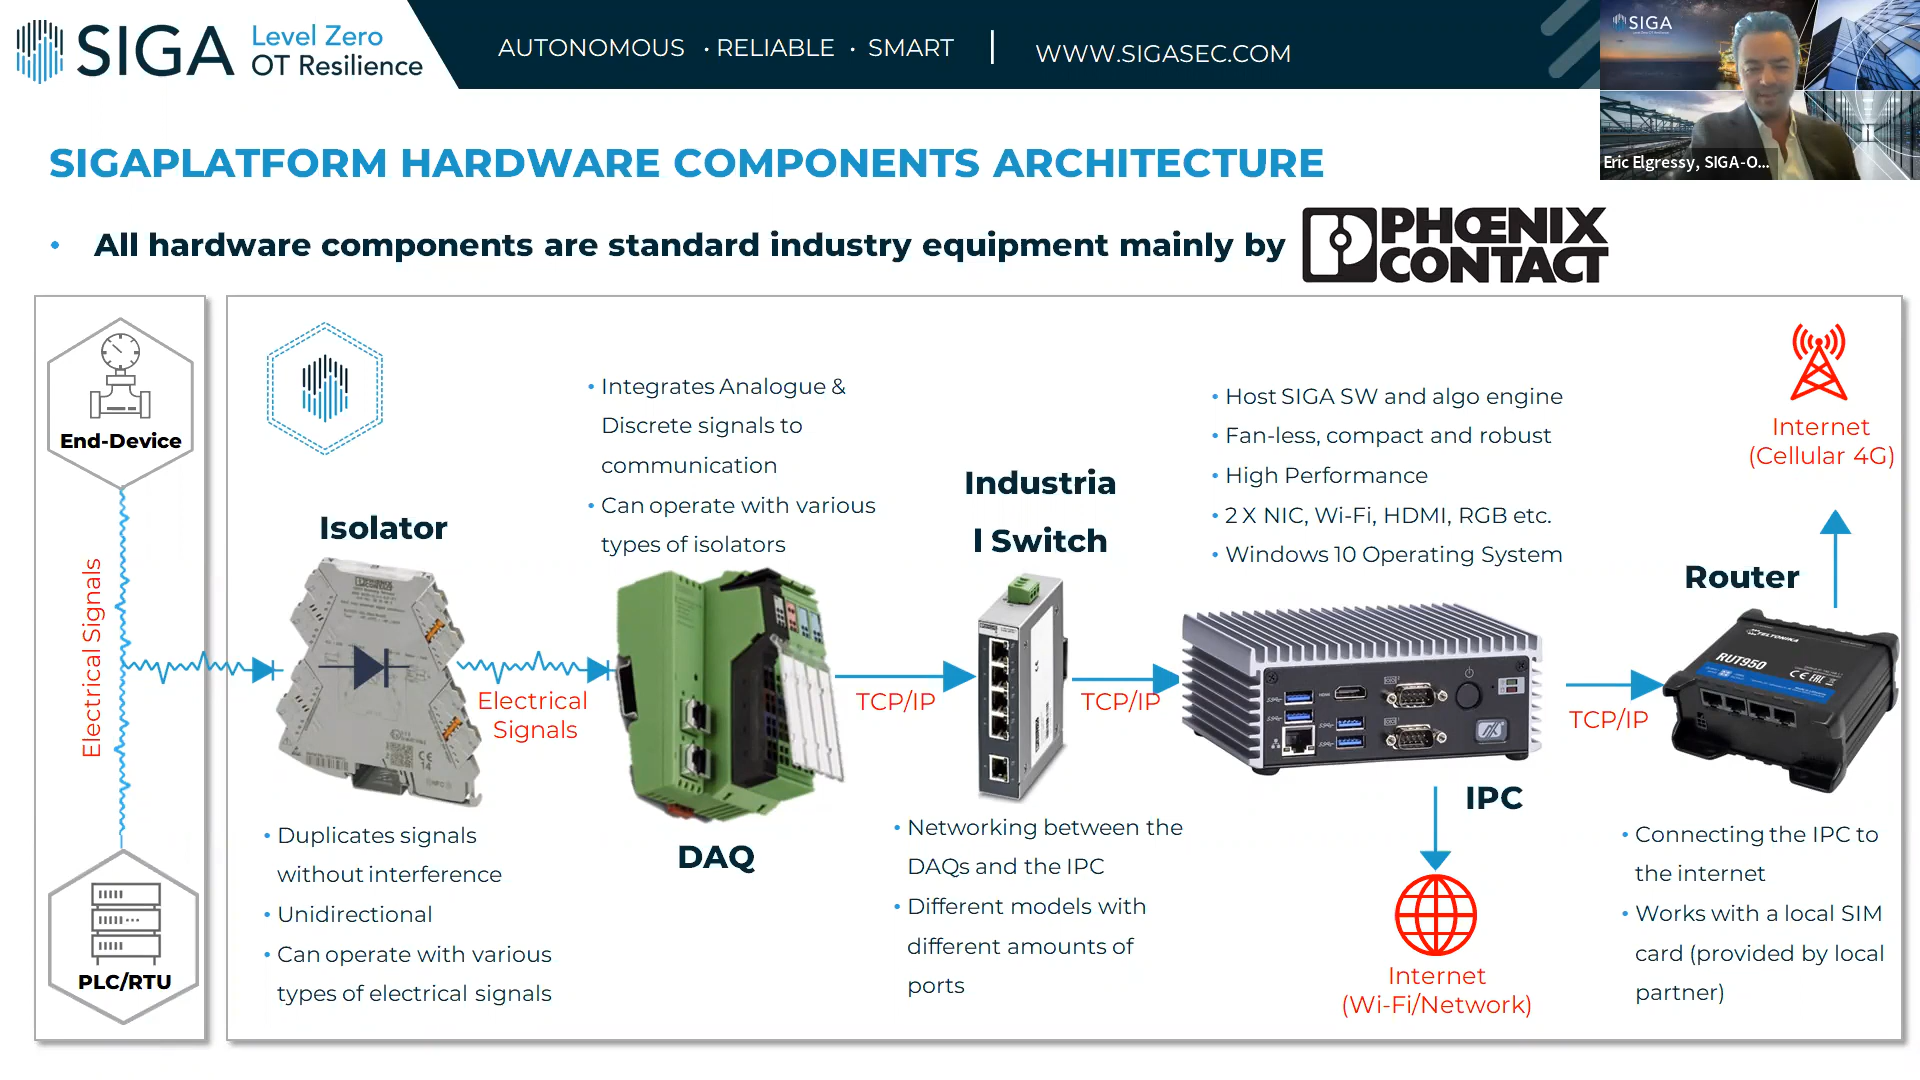 SIGA Level Zero
OT Resilience
AUTONOMOUS · RELIABLE · SMART | WWW.SIGASEC.COM
SIGA
Eric Elgressy, SIGA-O...
SIGAPLATFORM HARDWARE COMPONENTS ARCHITECTURE
• All hardware components are standard industry equipment mainly by
PHŒNIX
CONTACT
End-Device
Electrical Signals
PLC/RTU
Isolator
• Duplicates signals
without interference
• Unidirectional
• Can operate with various
types of electrical signals
Electrical
Signals
• Integrates Analogue &
Discrete signals to
communication
• Can operate with various
types of isolators
DAQ
TCP/IP
Industria
l Switch
• Networking between the
DAQs and the IPC
• Different models with
different amounts of
ports
TCP/IP
• Host SIGA SW and algo engine
• Fan-less, compact and robust
• High Performance
• 2 X NIC, Wi-Fi, HDMI, RGB etc.
• Windows 10 Operating System
IPC
Internet
(Wi-Fi/Network)
TCP/IP
Router
TELTONIKA
RUT950
• Connecting the IPC to
the internet
• Works with a local SIM
card (provided by local
partner)
Internet
(Cellular 4G)